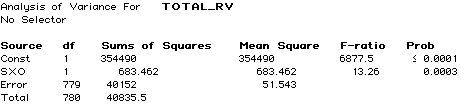 Analysis of Variance For TOTAL_RV
No Selector
Source df Sums of Squares Mean Square F-ratio Prob
Const 1 354490 354490 6877.5 ≤ 0.0001
SXO 1 683.462 683.462 13.26 0.0003
Error 779 40152 51.543
Total 780 40835.5